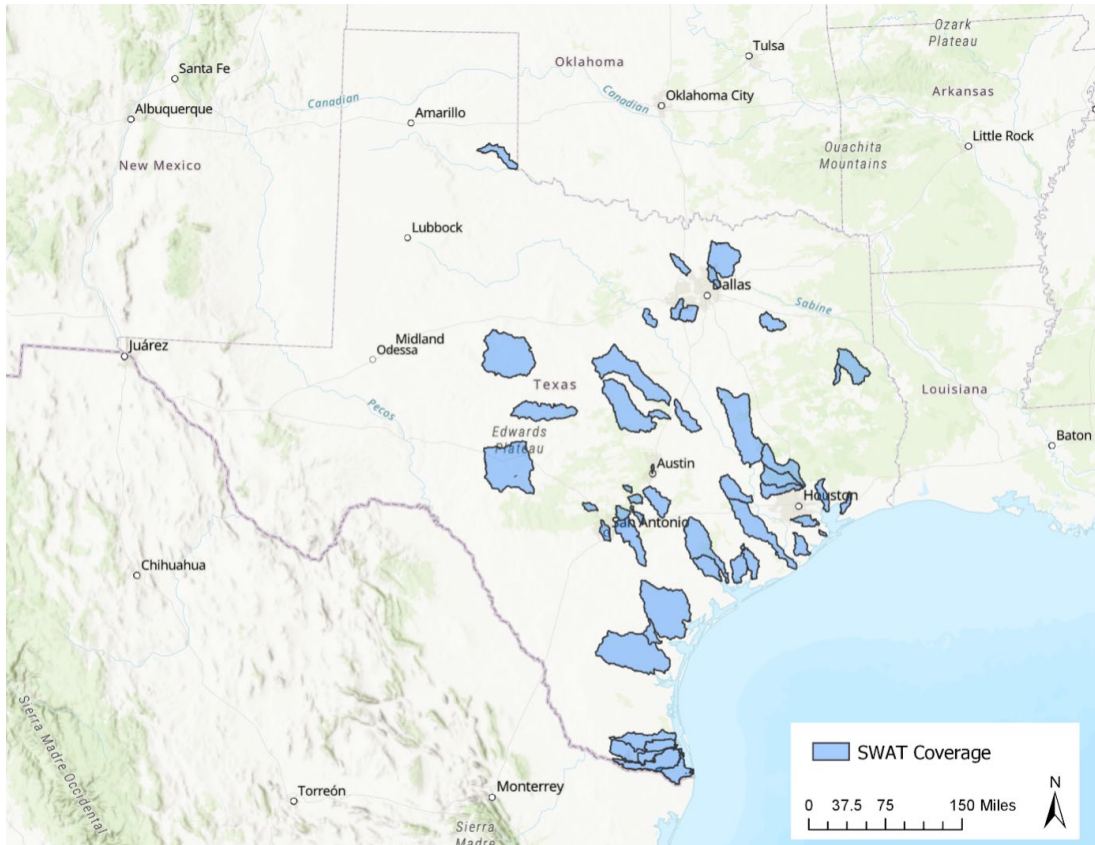 Ozark
Plateau
Tulsa
Oklahoma
Santa Fe
Arkansas
Canadian
Canadian
Oklahoma City
Albuquerque
Amarillo
Little Rock
Ouachita
Mountains
New Mexico
Lubbock
Dallas
Sabine
Midland
Odessa
Juárez
Texas
Louisiana
Pecos
Edwards
Plateau
Baton
Austin
Houston
San Antonio
Chihuahua
Sierra Madre Occidental
SWAT Coverage
Torreón
Monterrey
N
0 37.5 75 150 Miles
Sierra
Madre